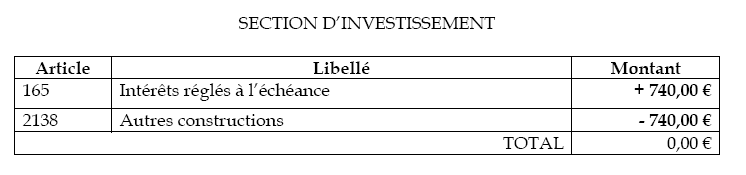 SECTION D’INVESTISSEMENT
Article Libellé Montant
165 Intérêts réglés à l’échéance + 740,00 €
2138 Autres constructions - 740,00 €
TOTAL 0,00 €